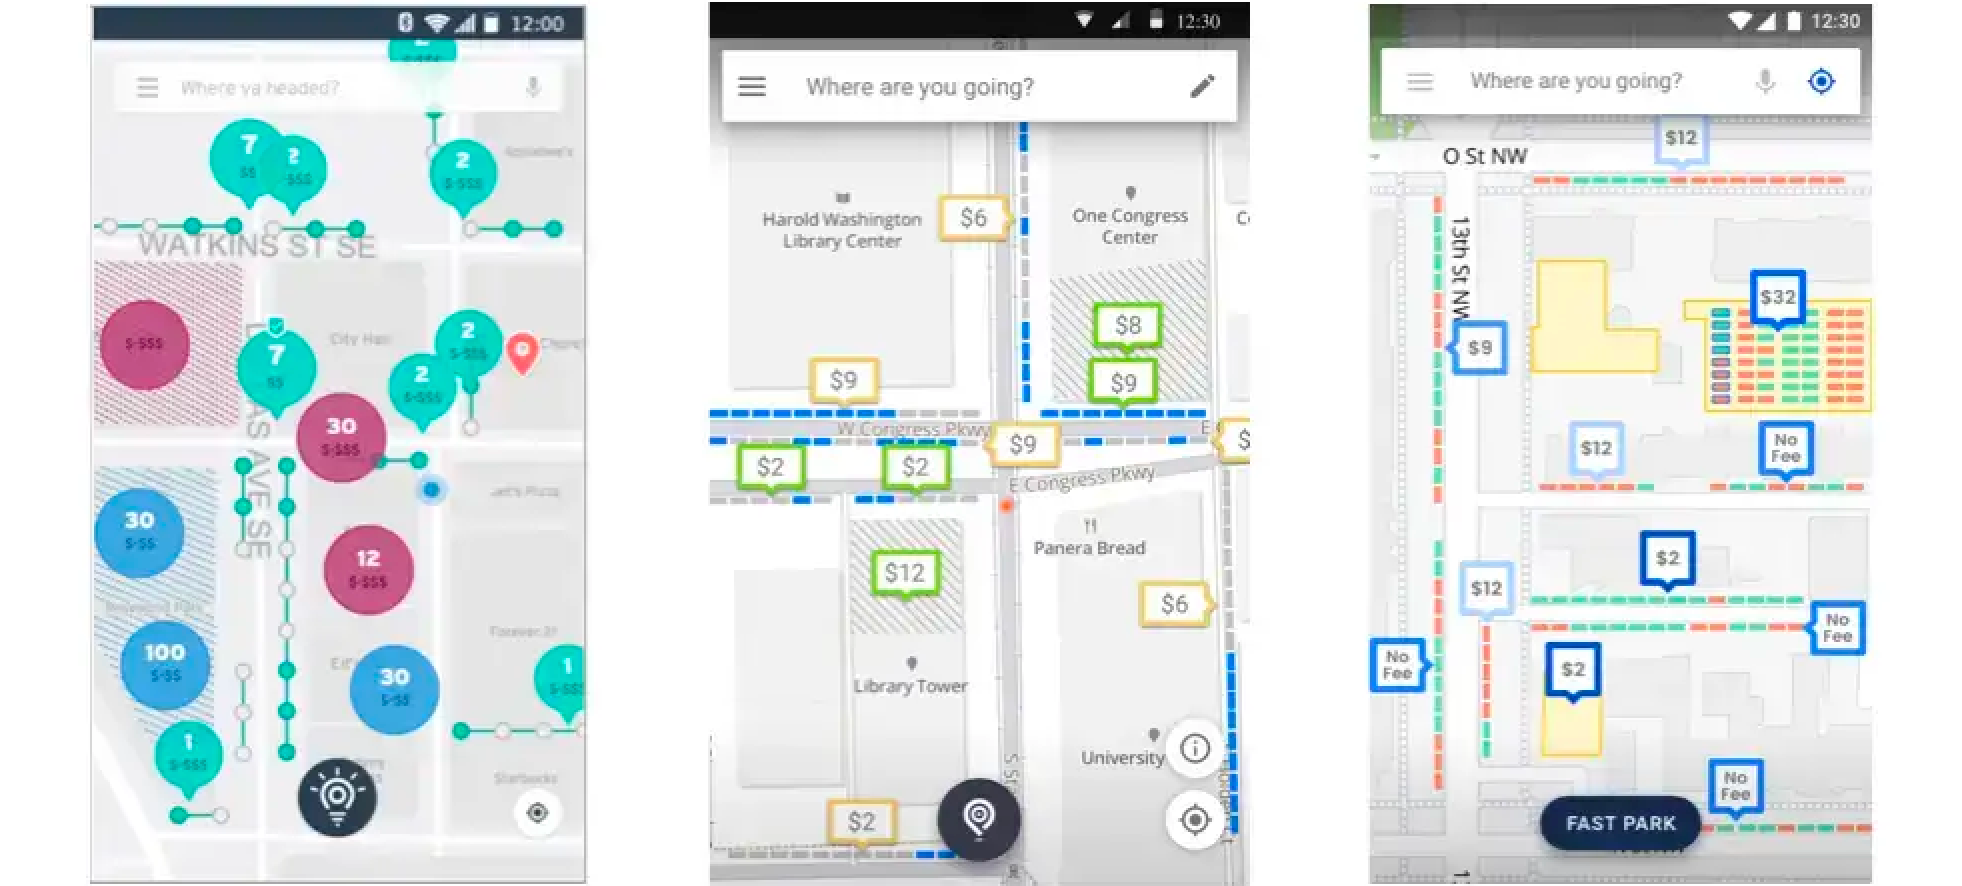 12:00
Where ya headed?
7
$$
2
$-$$$
2
$-$$$
Applebee's
WATKINS ST SE
$-$$$
City Hall
7
$$
2
$-$$$
2
$-$$$
30
$-$$$
AVE SE
30
$-$$
12
$-$$$
100
$-$$
30
$-$$
Forever 21
1
$-$$$
1
$-$$$
Starbucks
12:30
Where are you going?
Harold Washington
Library Center
$6
One Congress
Center
$8
$9
$9
W Congress Pkwy
$9
$2
$2
E Congress Pkwy
Panera Bread
$12
$6
Library Tower
University
$2
12:30
Where are you going?
$12
O St NW
13th St NW
$32
$9
$12
No
Fee
$2
$12
No
Fee
No
Fee
$2
No
Fee
FAST PARK